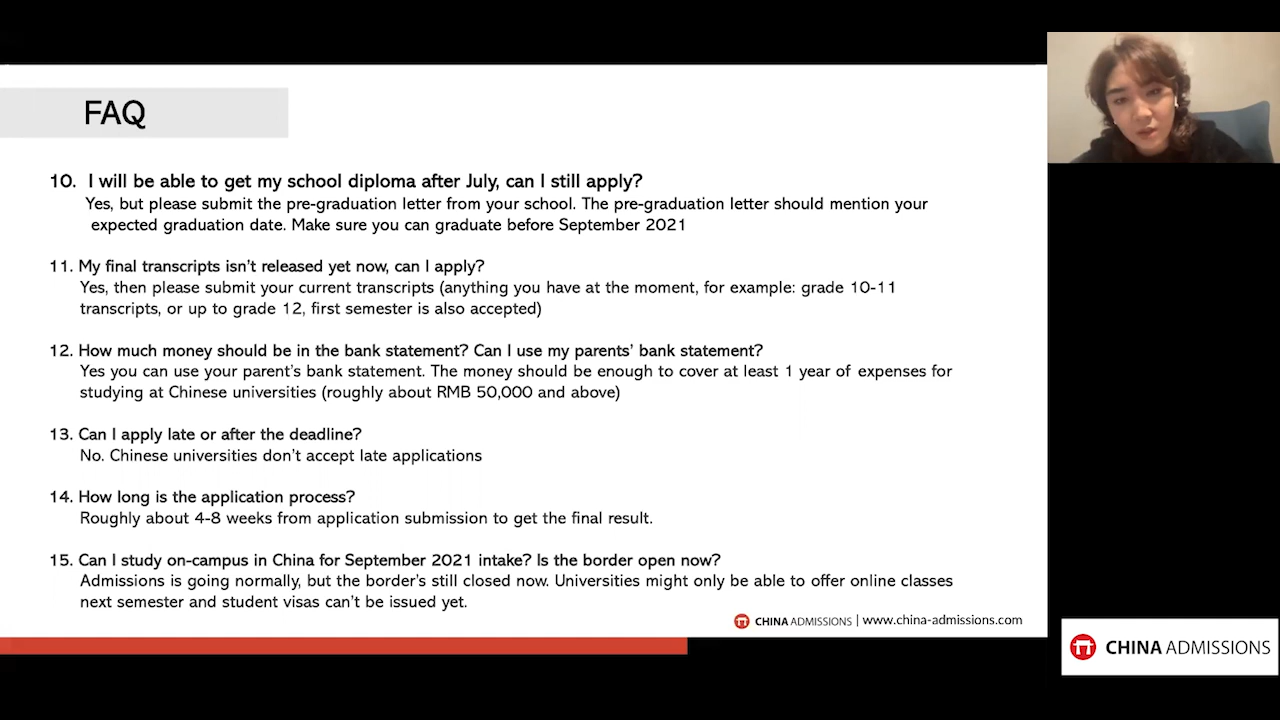 FAQ
10. I will be able to get my school diploma after July, can I still apply?
Yes, but please submit the pre-graduation letter from your school. The pre-graduation letter should mention your
expected graduation date. Make sure you can graduate before September 2021
11. My final transcripts isn't released yet now, can I apply?
Yes, then please submit your current transcripts (anything you have at the moment, for example: grade 10-11
transcripts, or up to grade 12, first semester is also accepted)
12. How much money should be in the bank statement? Can I use my parents' bank statement?
Yes you can use your parent's bank statement. The money should be enough to cover at least 1 year of expenses for
studying at Chinese universities (roughly about RMB 50,000 and above)
13. Can I apply late or after the deadline?
No. Chinese universities don't accept late applications
14. How long is the application process?
Roughly about 4-8 weeks from application submission to get the final result.
15. Can I study on-campus in China for September 2021 intake? Is the border open now?
Admissions is going normally, but the border's still closed now. Universities might only be able to offer online classes
next semester and student visas can't be issued yet.
CHINA ADMISSIONS | www.china-admissions.com
CHINA ADMISSIONS